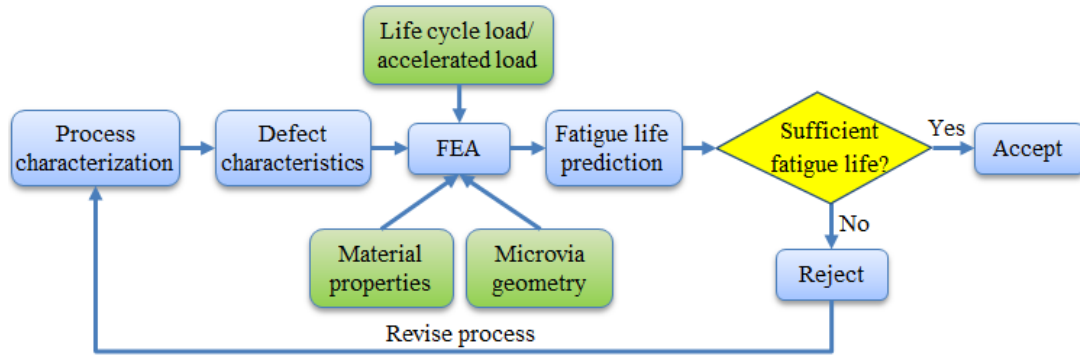 Life cycle load/
accelerated load
Process
characterization
Defect
characteristics
FEA
Fatigue life
prediction
Sufficient
fatigue life?
Yes
Accept
No
Material
properties
Microvia
geometry
Reject
Revise process